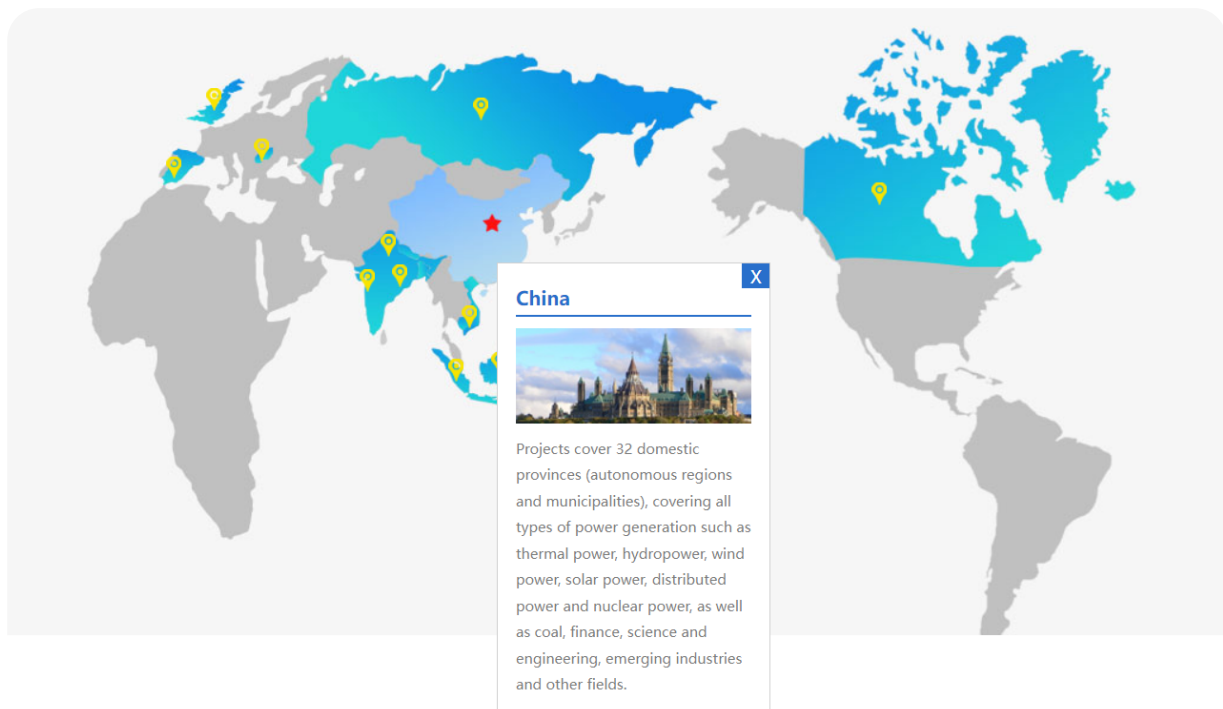 X
China
Projects cover 32 domestic
provinces (autonomous regions
and municipalities), covering all
types of power generation such as
thermal power, hydropower, wind
power, solar power, distributed
power and nuclear power, as well
as coal, finance, science and
engineering, emerging industries
and other fields.